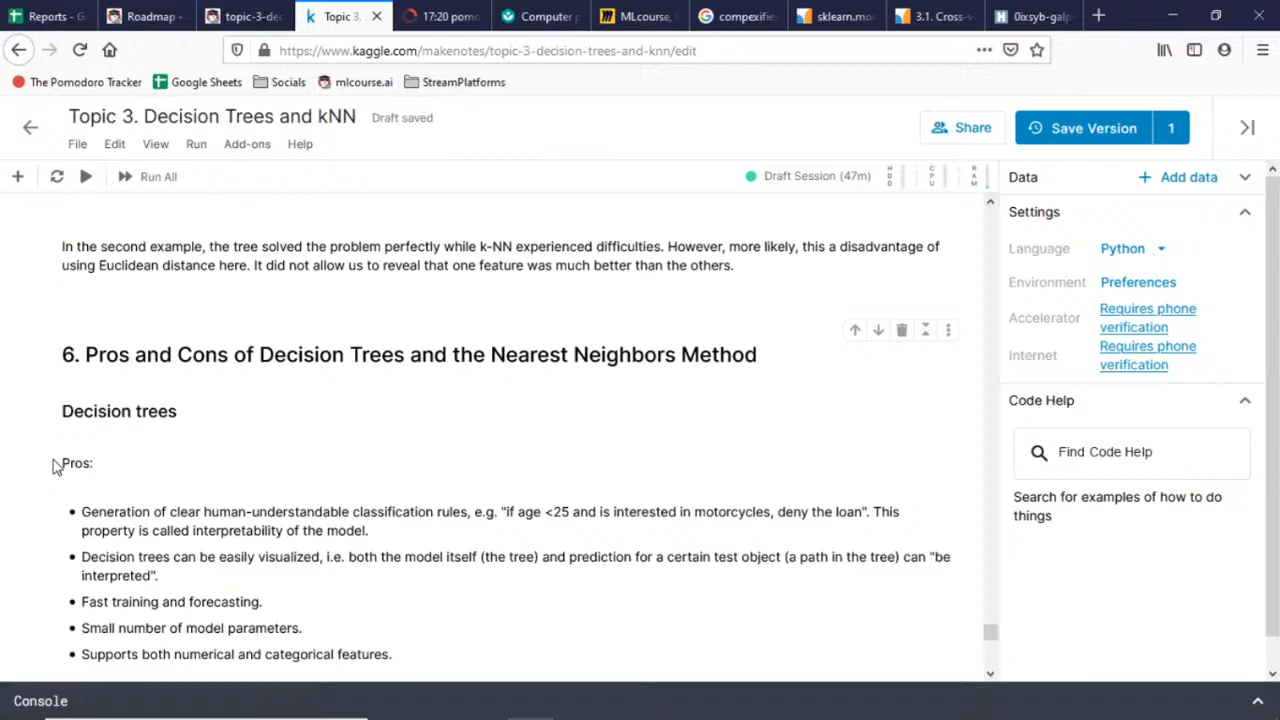 Reports - G
Roadmap -
topic-3-dec
Topic 3.
17:20 pomo
Computer p
MLcourse,
compexifie
sklearn.mo
3.1. Cross-v
0ixsyb-galp
https://www.kaggle.com/makenotes/topic-3-decision-trees-and-knn/edit
The Pomodoro Tracker
Google Sheets
Socials
mlcourse.ai
StreamPlatforms
Topic 3. Decision Trees and kNN
Draft saved
File Edit View Run Add-ons Help
Share
Save Version 1
Run All
Draft Session (47m)
HDD
CPU
RAM
In the second example, the tree solved the problem perfectly while k-NN experienced difficulties. However, more likely, this a disadvantage of
using Euclidean distance here. It did not allow us to reveal that one feature was much better than the others.
6. Pros and Cons of Decision Trees and the Nearest Neighbors Method
Decision trees
Pros:
• Generation of clear human-understandable classification rules, e.g. "if age <25 and is interested in motorcycles, deny the loan". This
property is called interpretability of the model.
• Decision trees can be easily visualized, i.e. both the model itself (the tree) and prediction for a certain test object (a path in the tree) can "be
interpreted".
• Fast training and forecasting.
• Small number of model parameters.
• Supports both numerical and categorical features.
Data
Add data
Settings
Language
Python
Environment
Preferences
Accelerator
Requires phone
verification
Internet
Requires phone
verification
Code Help
Find Code Help
Search for examples of how to do
things
Console